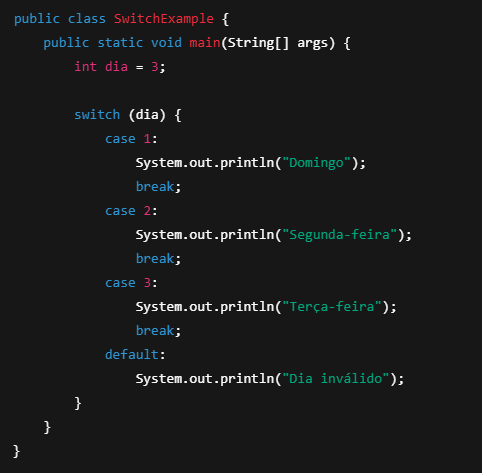 public class SwitchExample {
    public static void main(String[] args) {
        int dia = 3;

        switch (dia) {
            case 1:
                System.out.println("Domingo");
                break;
            case 2:
                System.out.println("Segunda-feira");
                break;
            case 3:
                System.out.println("Terça-feira");
                break;
            default:
                System.out.println("Dia inválido");
        }
    }
}